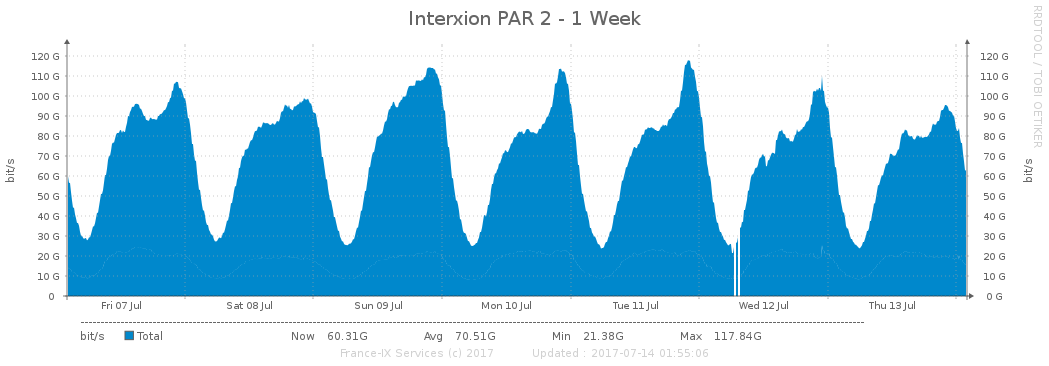 Interxion PAR 2 - 1 Week
RRDTOOL / TOBI OETIKER
bit/s
120 G 120 G
110 G 110 G
100 G 100 G
90 G 90 G
80 G 80 G
70 G 70 G
60 G 60 G
50 G 50 G
40 G 40 G
30 G 30 G
20 G 20 G
10 G 10 G
0 0 G
bit/s
Fri 07 Jul Sat 08 Jul Sun 09 Jul Mon 10 Jul Tue 11 Jul Wed 12 Jul Thu 13 Jul
bit/s Total Now 60.31G Avg 70.51G Min 21.38G Max 117.84G
France-IX Services (c) 2017 Updated : 2017-07-14 01:55:06